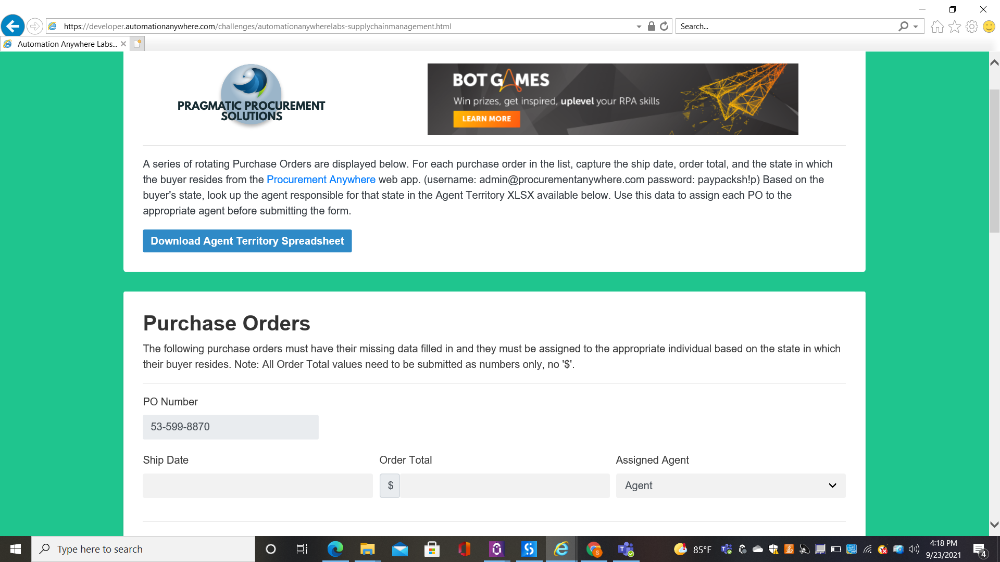 https://developer.automationanywhere.com/challenges/automationanywherelabs-supplychainmanagement.html
Search...
Automation Anywhere Labs...
PRAGMATIC PROCUREMENT
SOLUTIONS
BOT GAMES
Win prizes, get inspired, uplevel your RPA skills
LEARN MORE
A series of rotating Purchase Orders are displayed below. For each purchase order in the list, capture the ship date, order total, and the state in which
the buyer resides from the Procurement Anywhere web app. (username: admin@procurementanywhere.com password: paypacksh!p) Based on the
buyer's state, look up the agent responsible for that state in the Agent Territory XLSX available below. Use this data to assign each PO to the
appropriate agent before submitting the form.
Download Agent Territory Spreadsheet
Purchase Orders
The following purchase orders must have their missing data filled in and they must be assigned to the appropriate individual based on the state in which
their buyer resides. Note: All Order Total values need to be submitted as numbers only, no '$'.
PO Number
53-599-8870
Ship Date
Order Total
Assigned Agent
$
Agent
Type here to search
85°F
4:18 PM
9/23/2021
4